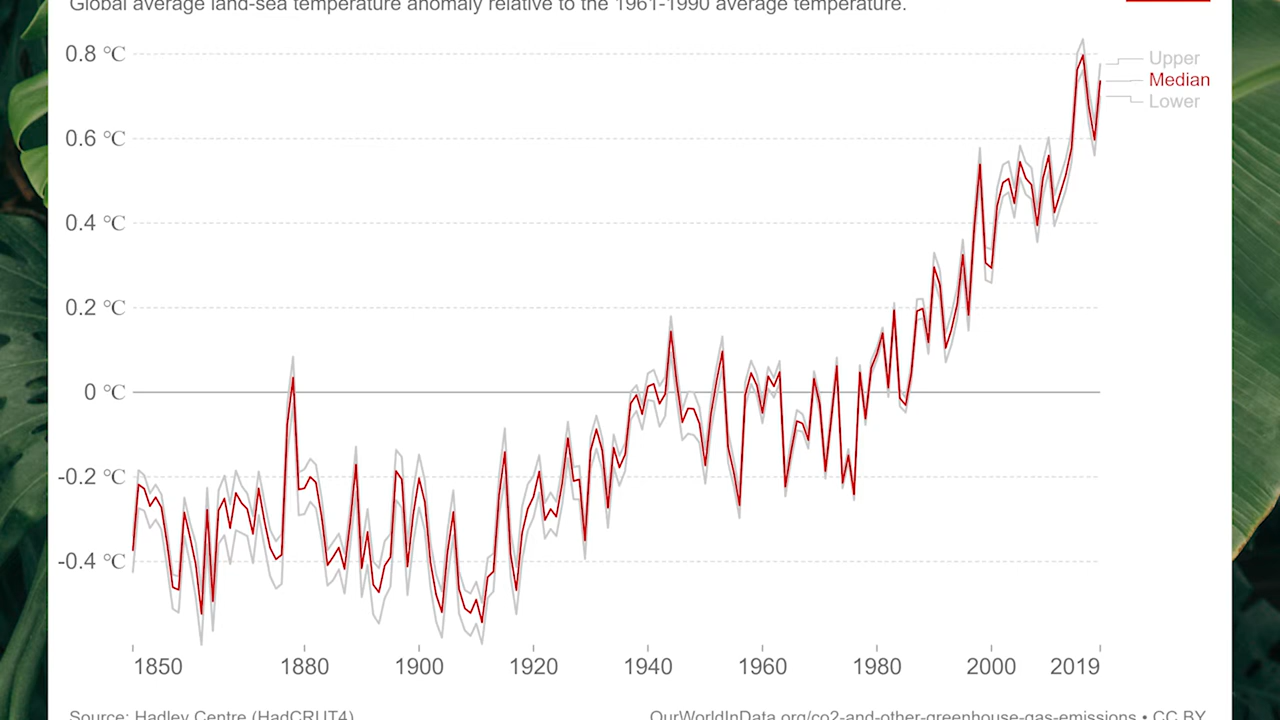 Global average land-sea temperature anomaly relative to the 1961-1990 average temperature.
0.8 °C
Upper
Median
Lower
0.6 °C
0.4 °C
0.2 °C
0 °C
-0.2 °C
-0.4 °C
1850 1880 1900 1920 1940 1960 1980 2000 2019
Source: Hadley Centre (HadCRUT4) OurWorldInData.org/co2-and-other-greenhouse-gas-emissions • CC BY